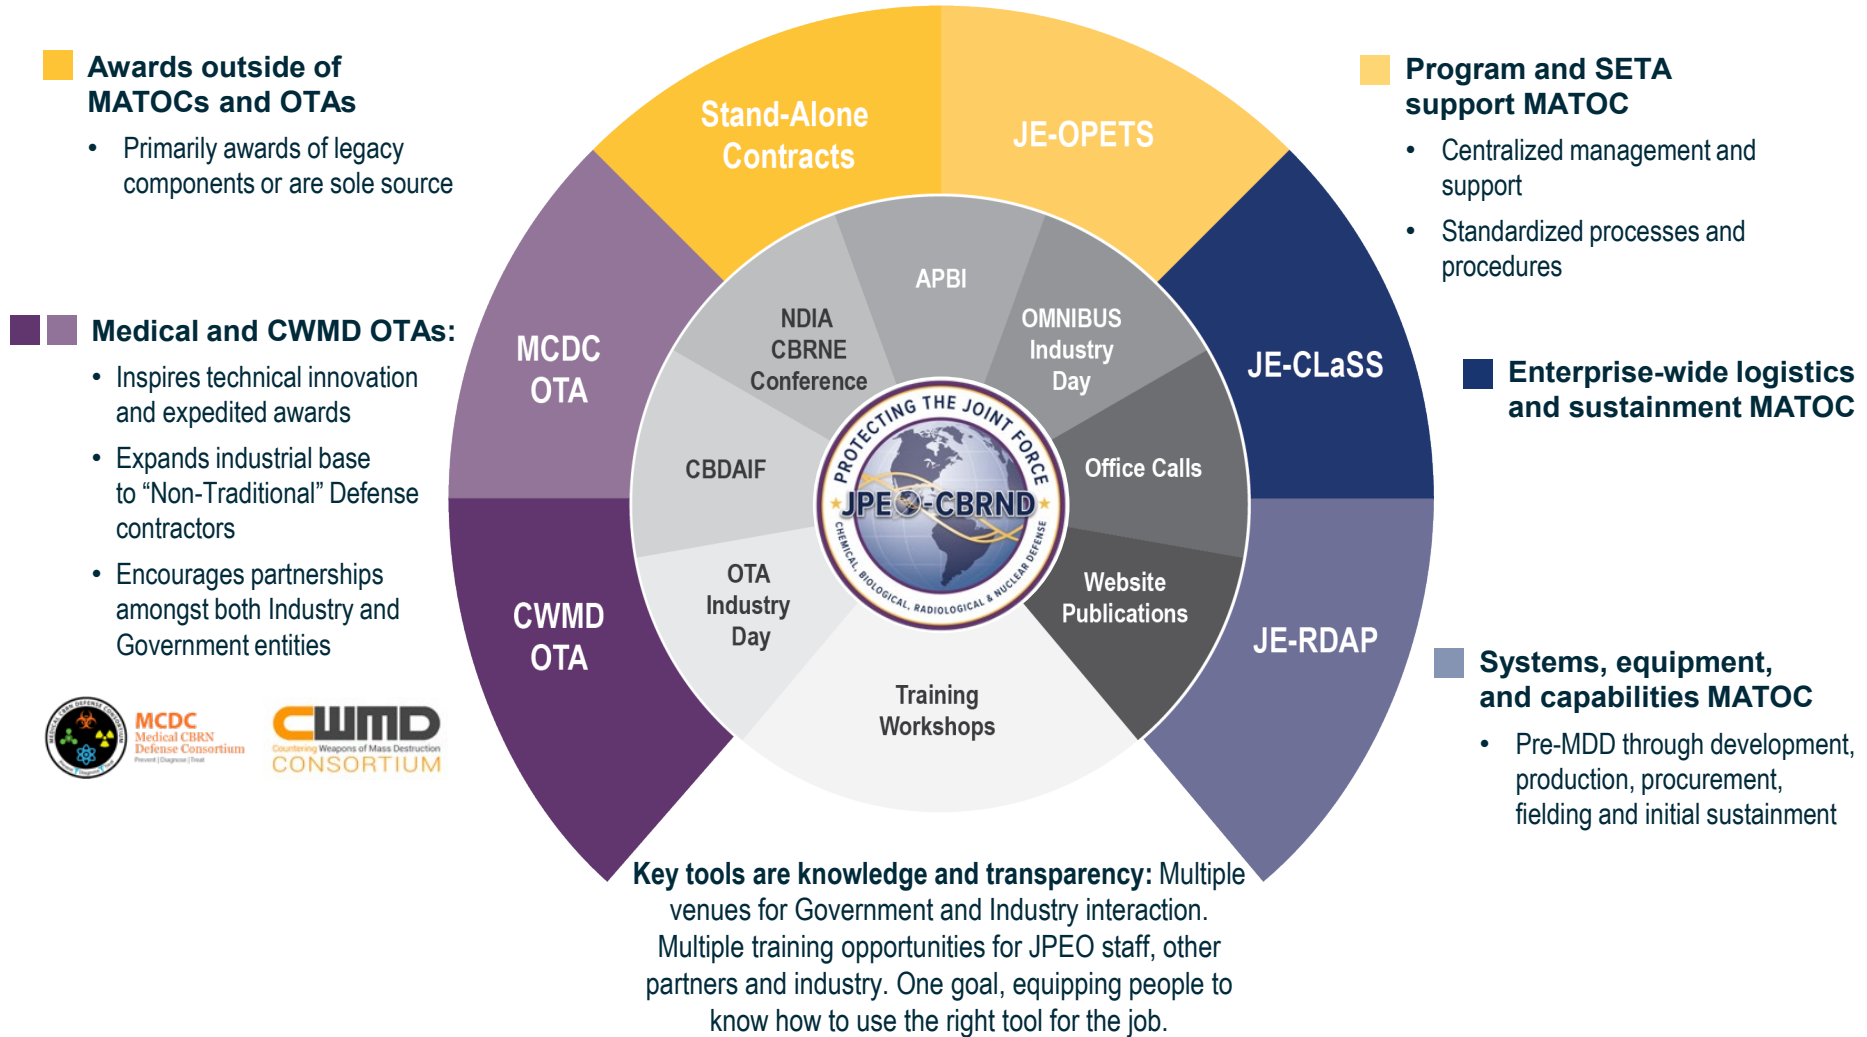 Awards outside of
MATOCs and OTAs
• Primarily awards of legacy
components or are sole source
Medical and CWMD OTAs:
• Inspires technical innovation
and expedited awards
• Expands industrial base
to “Non-Traditional” Defense
contractors
• Encourages partnerships
amongst both Industry and
Government entities
MEDICAL CBRN DEFENSE CONSORTIUM
MCDC
Medical CBRN
Defense Consortium
Prevent | Diagnose | Treat
CWMD
Countering Weapons of Mass Destruction
CONSORTIUM
Stand-Alone
Contracts
JE-OPETS
MCDC
OTA
JE-CLaSS
CWMD
OTA
JE-RDAP
APBI
NDIA
CBRNE
Conference
OMNIBUS
Industry
Day
CBDAIF
Office Calls
OTA
Industry
Day
Website
Publications
Training
Workshops
PROTECTING THE JOINT FORCE
JPEO-CBRND
CHEMICAL, BIOLOGICAL, RADIOLOGICAL & NUCLEAR DEFENSE
Program and SETA
support MATOC
• Centralized management and
support
• Standardized processes and
procedures
Enterprise-wide logistics
and sustainment MATOC
Systems, equipment,
and capabilities MATOC
• Pre-MDD through development,
production, procurement,
fielding and initial sustainment
Key tools are knowledge and transparency: Multiple
venues for Government and Industry interaction.
Multiple training opportunities for JPEO staff, other
partners and industry. One goal, equipping people to
know how to use the right tool for the job.